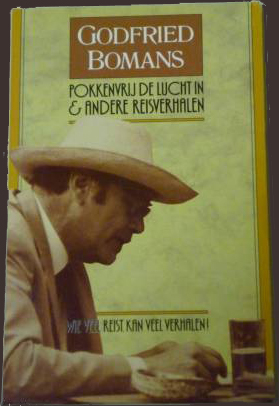 GODFRIED
BOMANS
POKKENVRIJ DE LUCHT IN
& ANDERE REISVERHALEN
WIE VEEL REIST KAN VEEL VERHALEN!